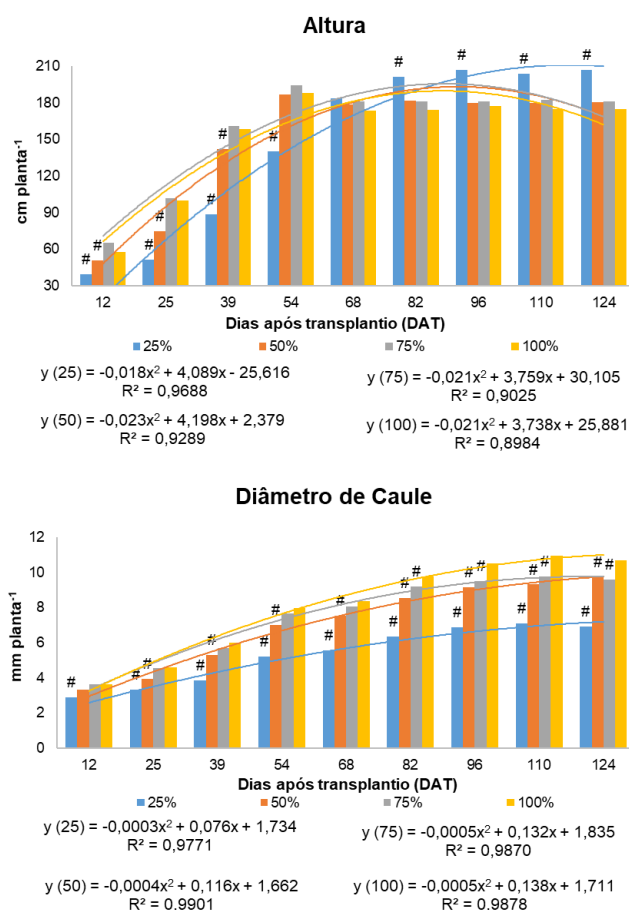 Altura
210
180
150
120
90
60
30
cm planta⁻¹
# # # # # # # # # # # #
12 25 39 54 68 82 96 110 124
Dias após transplantio (DAT)
25% 50% 75% 100%
y (25) = -0,018x² + 4,089x - 25,616
R² = 0,9688
y (75) = -0,021x² + 3,759x + 30,105
R² = 0,9025
y (50) = -0,023x² + 4,198x + 2,379
R² = 0,9289
y (100) = -0,021x² + 3,738x + 25,881
R² = 0,8984
Diâmetro de Caule
12
10
8
6
4
2
0
mm planta⁻¹
# # # # # # # # # # # # # # # # # # # # #
12 25 39 54 68 82 96 110 124
Dias após transplantio (DAT)
25% 50% 75% 100%
y (25) = -0,0003x² + 0,076x + 1,734
R² = 0,9771
y (75) = -0,0005x² + 0,132x + 1,835
R² = 0,9870
y (50) = -0,0004x² + 0,116x + 1,662
R² = 0.9901
y (100) = -0,0005x² + 0,138x + 1,711
R² = 0.9878